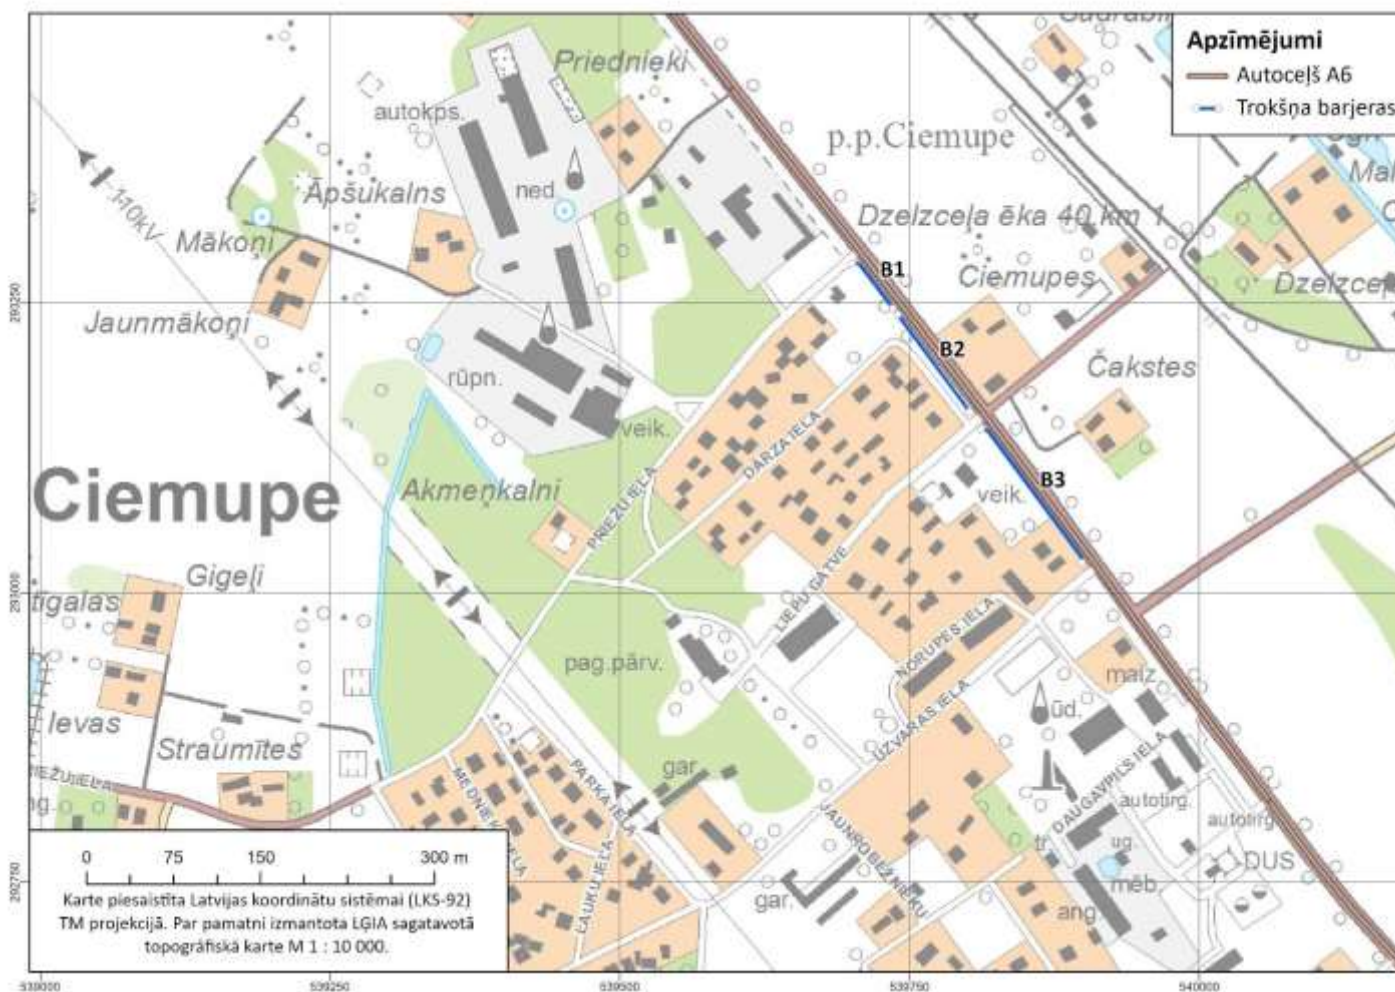 Priednieki
autokps.
p.p.Ciemupe
Apzīmējumi
Autoceļš A6
Trokšņa barjeras
110kV
Āpšukalns
ned
Mākoņi
Dzelzceļa ēka 40 km 1
B1
Ciemupes
Jaunmākoņi
B2
Čakstes
rūpn.
veik.
DĀRZA IELA
B3
veik.
Ciemupe
Akmeņkalni
PRIEŽU IELA
Gigeļi
LIEPU GATVE
NORUPES IELA
pag.pārv.
maiz.
Ievas
Straumītes
UZVARAS IELA
ūd.
gar.
PARKA IELA
DAUGAVPILS IELA
autotirg.
autotirg.
JAUNROBEŽNIEKU
LAUKU IELA
ug.
DUS
mēb.
gar.
ang.
0 75 150 300 m
Karte piesaistīta Latvijas koordinātu sistēmai (LKS-92)
TM projekcijā. Par pamatni izmantota LĢIA sagatavotā
topogrāfiskā karte M 1 : 10 000.
293250
293000
292750
539000 539250 539500 539750 540000